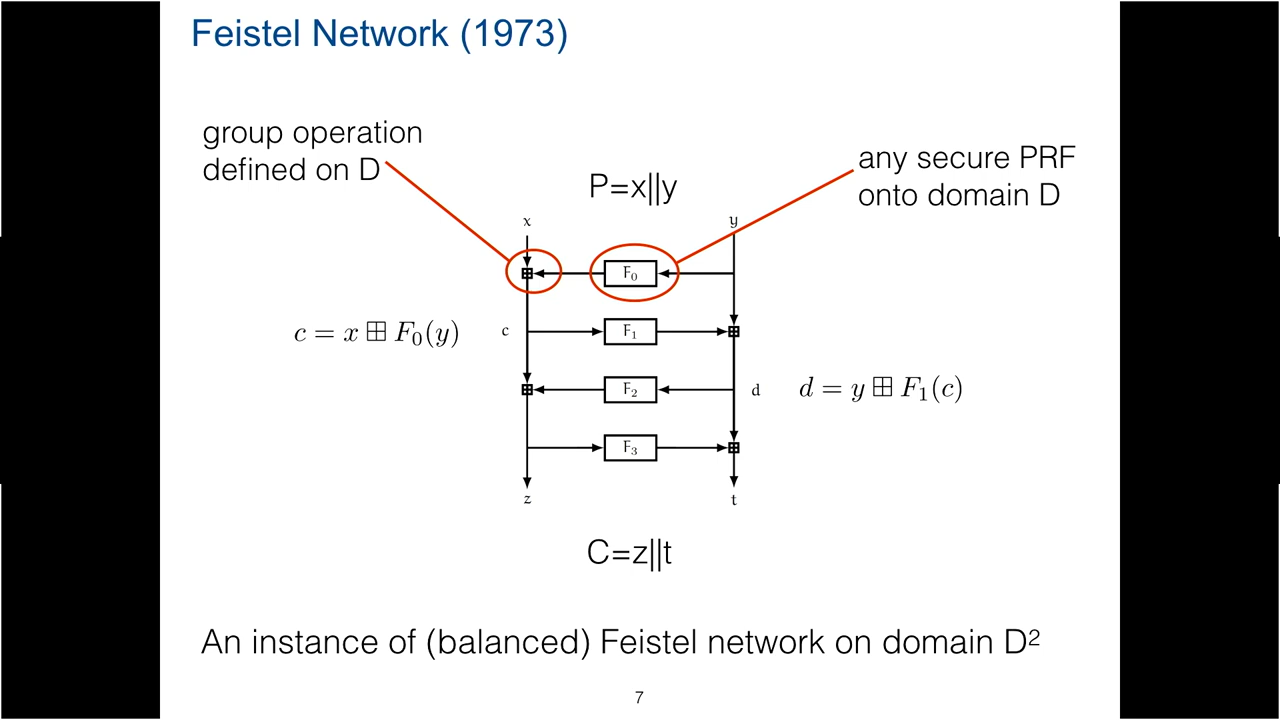 Feistel Network (1973)
group operation
defined on D
any secure PRF
onto domain D
P=x||y
x
y
F₀
c = x ⊞ F₀(y)
c
F₁
F₂
d
d = y ⊞ F₁(c)
F₃
z
t
C=z||t
An instance of (balanced) Feistel network on domain D²
7